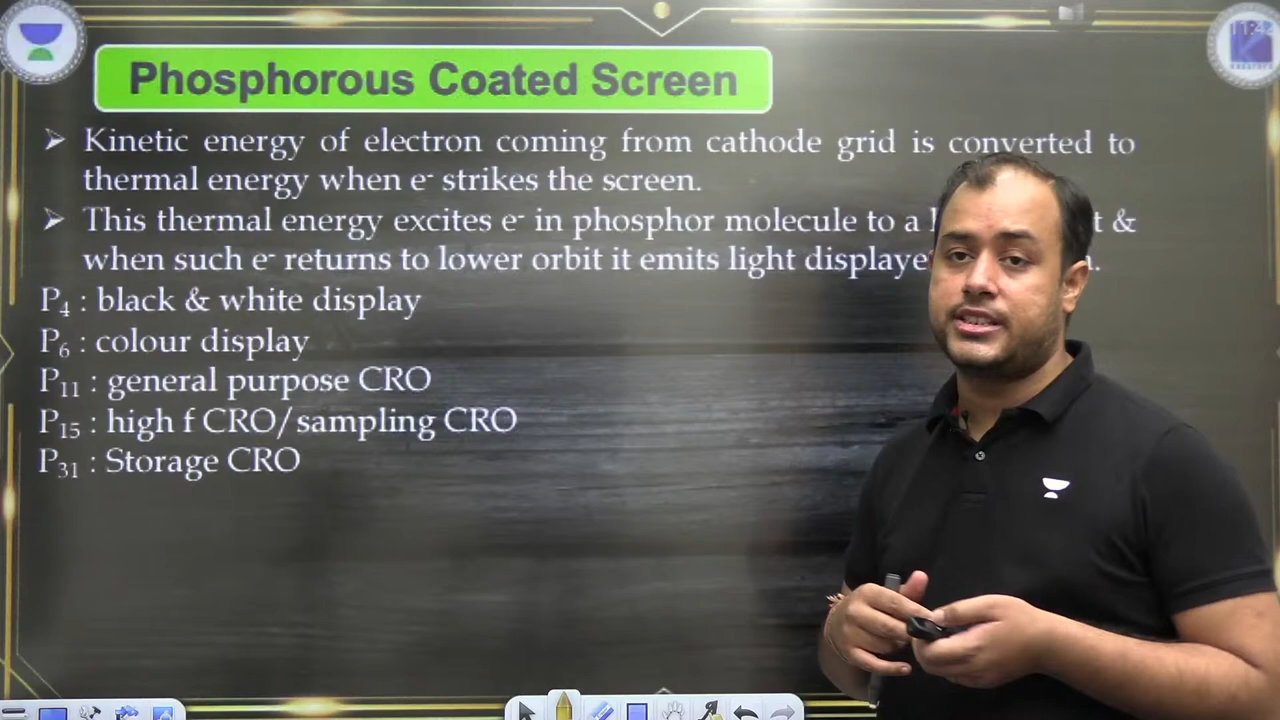 Phosphorous Coated Screen
➢ Kinetic energy of electron coming from cathode grid is converted to
thermal energy when e⁻ strikes the screen.
➢ This thermal energy excites e⁻ in phosphor molecule to a & 
when such e⁻ returns to lower orbit it emits light
P₄ : black & white display
P₆ : colour display
P₁₁ : general purpose CRO
P₁₅ : high f CRO/sampling CRO
P₃₁ : Storage CRO